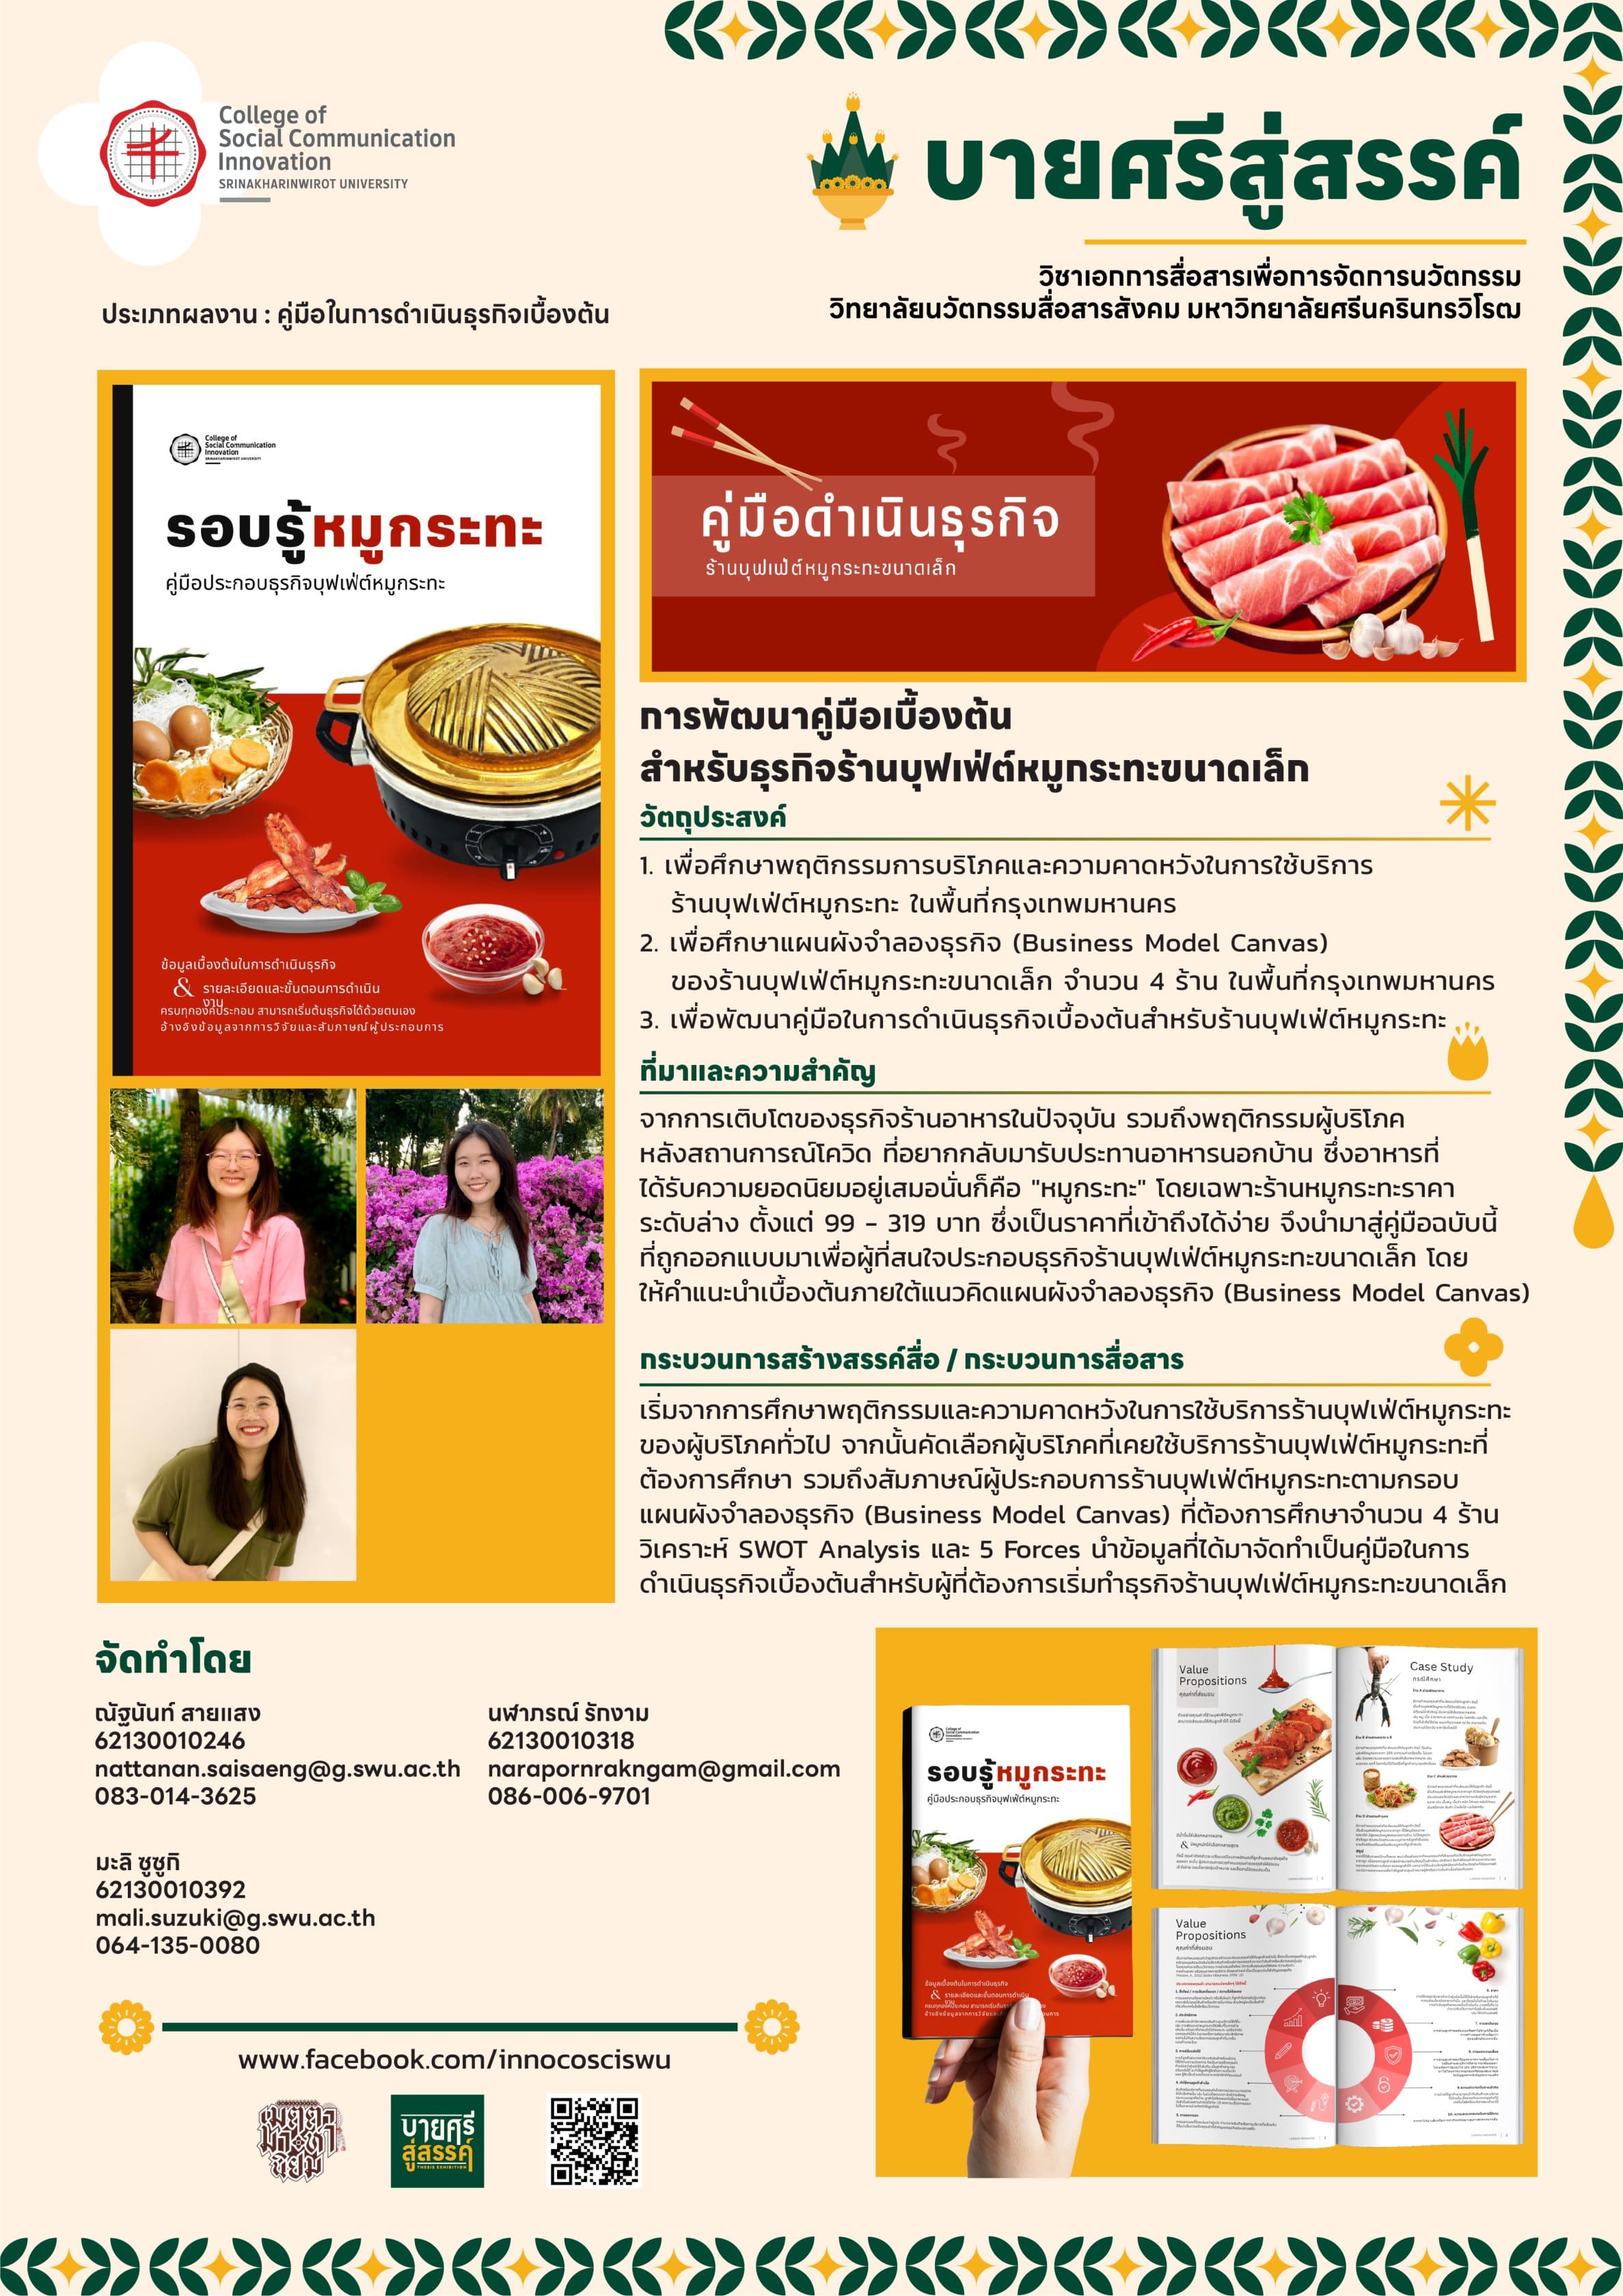 College of
Social Communication
Innovation
SRINAKHARINWIROT UNIVERSITY
บายศรีสู่สรรค์
วิชาเอกการสื่อสารเพื่อการจัดการนวัตกรรม
วิทยาลัยนวัตกรรมสื่อสารสังคม มหาวิทยาลัยศรีนครินทรวิโรฒ
ประเภทผลงาน : คู่มือในการดำเนินธุรกิจเบื้องต้น
College of
Social Communication
Innovation
SRINAKHARINWIROT UNIVERSITY
รอบรู้หมูกระทะ
คู่มือประกอบธุรกิจบุฟเฟ่ต์หมูกระทะ
ข้อมูลเบื้องต้นในการดำเนินธุรกิจ
& รายละเอียดและขั้นตอนการดำเนิน
งาน
ครบทุกองค์ประกอบ สามารถเริ่มต้นธุรกิจได้ด้วยตนเอง
อ้างอิงข้อมูลจากการวิจัยและสัมภาษณ์ผู้ประกอบการ
คู่มือดำเนินธุรกิจ
ร้านบุฟเฟ่ต์หมูกระทะขนาดเล็ก
การพัฒนาคู่มือเบื้องต้น
สำหรับธุรกิจร้านบุฟเฟ่ต์หมูกระทะขนาดเล็ก
วัตถุประสงค์
1. เพื่อศึกษาพฤติกรรมการบริโภคและความคาดหวังในการใช้บริการ
ร้านบุฟเฟ่ต์หมูกระทะ ในพื้นที่กรุงเทพมหานคร
2. เพื่อศึกษาแผนผังจำลองธุรกิจ (Business Model Canvas)
ของร้านบุฟเฟ่ต์หมูกระทะขนาดเล็ก จำนวน 4 ร้าน ในพื้นที่กรุงเทพมหานคร
3. เพื่อพัฒนาคู่มือในการดำเนินธุรกิจเบื้องต้นสำหรับร้านบุฟเฟ่ต์หมูกระทะ
ที่มาและความสำคัญ
จากการเติบโตของธุรกิจร้านอาหารในปัจจุบัน รวมถึงพฤติกรรมผู้บริโภค
หลังสถานการณ์โควิด ที่อยากกลับมารับประทานอาหารนอกบ้าน ซึ่งอาหารที่
ได้รับความยอดนิยมอยู่เสมอนั่นก็คือ "หมูกระทะ" โดยเฉพาะร้านหมูกระทะราคา
ระดับล่าง ตั้งแต่ 99 - 319 บาท ซึ่งเป็นราคาที่เข้าถึงได้ง่าย จึงนำมาสู่คู่มือฉบับนี้
ที่ถูกออกแบบมาเพื่อผู้ที่สนใจประกอบธุรกิจร้านบุฟเฟ่ต์หมูกระทะขนาดเล็ก โดย
ให้คำแนะนำเบื้องต้นภายใต้แนวคิดแผนผังจำลองธุรกิจ (Business Model Canvas)
กระบวนการสร้างสรรค์สื่อ / กระบวนการสื่อสาร
เริ่มจากการศึกษาพฤติกรรมและความคาดหวังในการใช้บริการร้านบุฟเฟ่ต์หมูกระทะ
ของผู้บริโภคทั่วไป จากนั้นคัดเลือกผู้บริโภคที่เคยใช้บริการร้านบุฟเฟ่ต์หมูกระทะที่
ต้องการศึกษา รวมถึงสัมภาษณ์ผู้ประกอบการร้านบุฟเฟ่ต์หมูกระทะตามกรอบ
แผนผังจำลองธุรกิจ (Business Model Canvas) ที่ต้องการศึกษาจำนวน 4 ร้าน
วิเคราะห์ SWOT Analysis และ 5 Forces นำข้อมูลที่ได้มาจัดทำเป็นคู่มือในการ
ดำเนินธุรกิจเบื้องต้นสำหรับผู้ที่ต้องการเริ่มทำธุรกิจร้านบุฟเฟ่ต์หมูกระทะขนาดเล็ก
จัดทำโดย
ณัฐนันท์ สายแสง
62130010246
nattanan.saisaeng@g.swu.ac.th
083-014-3625
นฬาภรณ์ รักงาม
62130010318
narapornrakngam@gmail.com
086-006-9701
มะลิ ซูซูกิ
62130010392
mali.suzuki@g.swu.ac.th
064-135-0080
www.facebook.com/innocosciswu
เมตตา
มหา
นิยม
บายศรี
สู่สรรค์
THESIS EXHIBITION
รอบรู้หมูกระทะ
คู่มือประกอบธุรกิจบุฟเฟ่ต์หมูกระทะ
ข้อมูลเบื้องต้นในการดำเนินธุรกิจ
Value
Propositions
คุณค่าที่ส่งมอบ
Case Study
กรณีศึกษา
Value
Propositions
คุณค่าที่ส่งมอบ